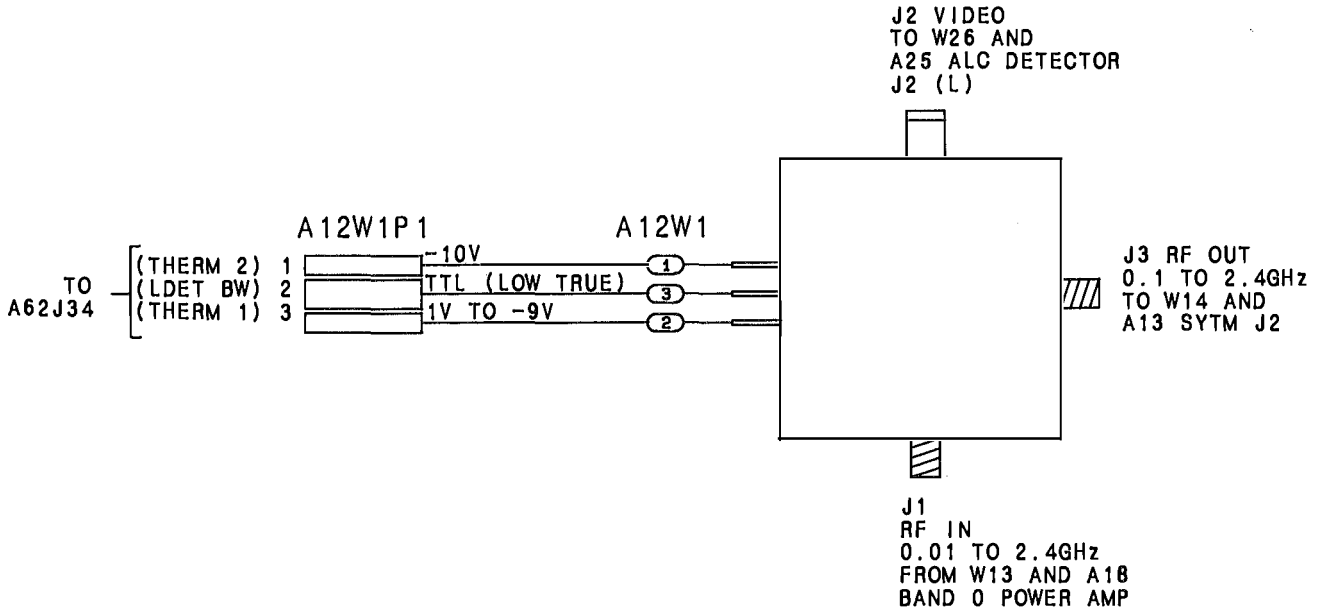 J2 VIDEO
TO W26 AND
A25 ALC DETECTOR
J2 (L)
A12W1P1
A12W1
TO
A62J34
(THERM 2) 1
-10V
1
(LDET BW) 2
TTL (LOW TRUE)
3
(THERM 1) 3
1V TO -9V
2
J3 RF OUT
0.1 TO 2.4GHz
TO W14 AND
A13 SYTM J2
J1
RF IN
0.01 TO 2.4GHz
FROM W13 AND A18
BAND 0 POWER AMP